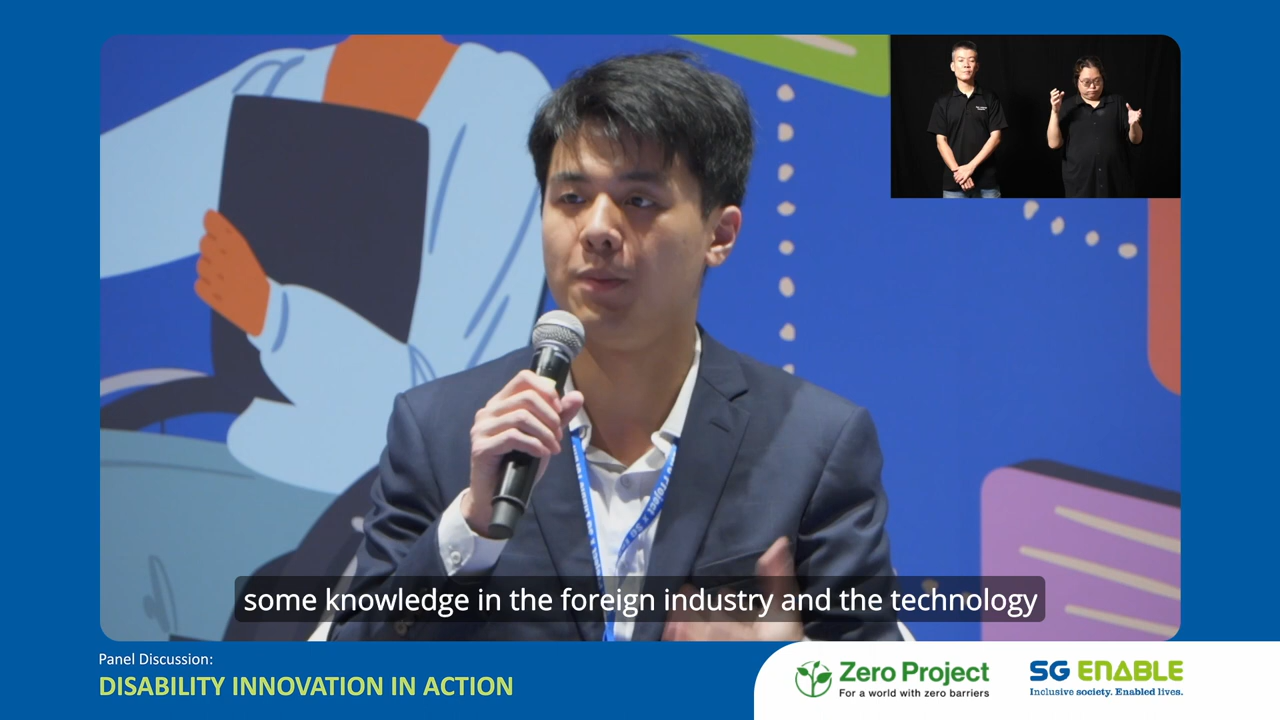 some knowledge in the foreign industry and the technology
Panel Discussion:
DISABILITY INNOVATION IN ACTION
Zero Project
For a world with zero barriers
SG ENABLE
Inclusive society. Enabled lives.